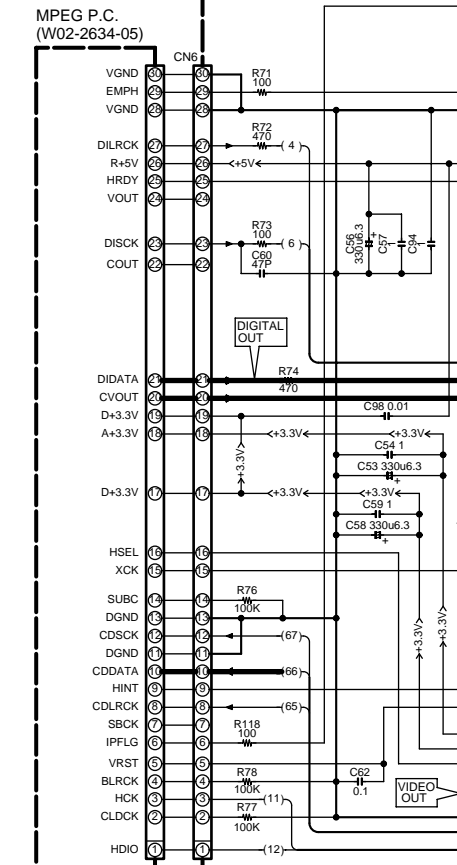 MPEG P.C.
(W02-2634-05)
CN6
VGND 30 30 R71 100
EMPH 29 29
VGND 28 28
DILRCK 27 27 R72 470 (4)
R+5V 26 26 <+5V<
HRDY 25 25
VOUT 24 24
DISCK 23 23 R73 100 (6)
COUT 22 22 C60 47P
C56 330u6.3 + C57 1 C94 1
DIGITAL
OUT
DIDATA 21 21 R74 470
CVOUT 20 20
D+3.3V 19 19 C98 0.01
A+3.3V 18 18 <+3.3V< <+3.3V<
C54 1
+3.3V> C53 330u6.3 +
D+3.3V 17 17 <+3.3V< <+3.3V<
C59 1
C58 330u6.3 +
HSEL 16 16
XCK 15 15
SUBC 14 14 R76 100K
DGND 13 13
CDSCK 12 12 (67)
DGND 11 11
+3.3V> +3.3V>
CDDATA 10 10 (66)
HINT 9 9
CDLRCK 8 8 (65)
SBCK 7 7
IPFLG 6 6 R118 100
VRST 5 5
BLRCK 4 4 R78 100K C62 0.1
VIDEO
OUT
HCK 3 3 (11)
CLDCK 2 2 R77 100K
HDIO 1 1 (12)